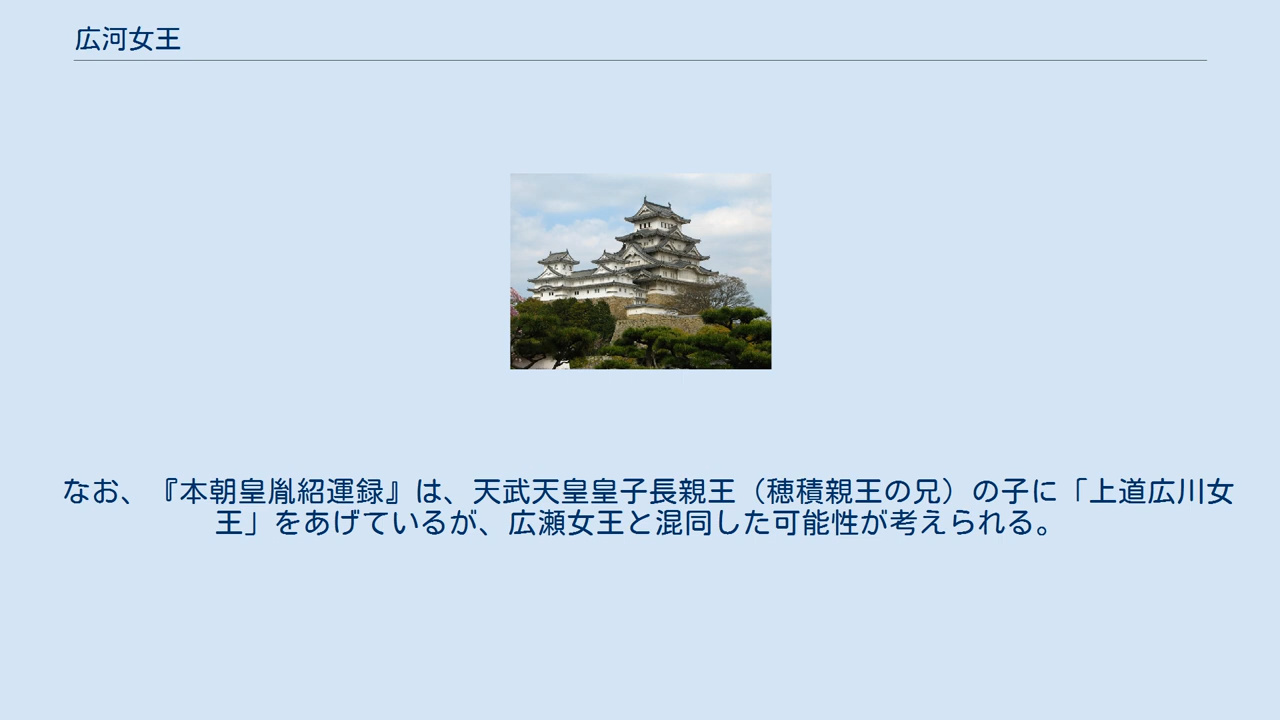 広河女王
なお、『本朝皇胤紹運録』は、天武天皇皇子長親王（穂積親王の兄）の子に「上道広川女
王」をあげているが、広瀬女王と混同した可能性が考えられる。